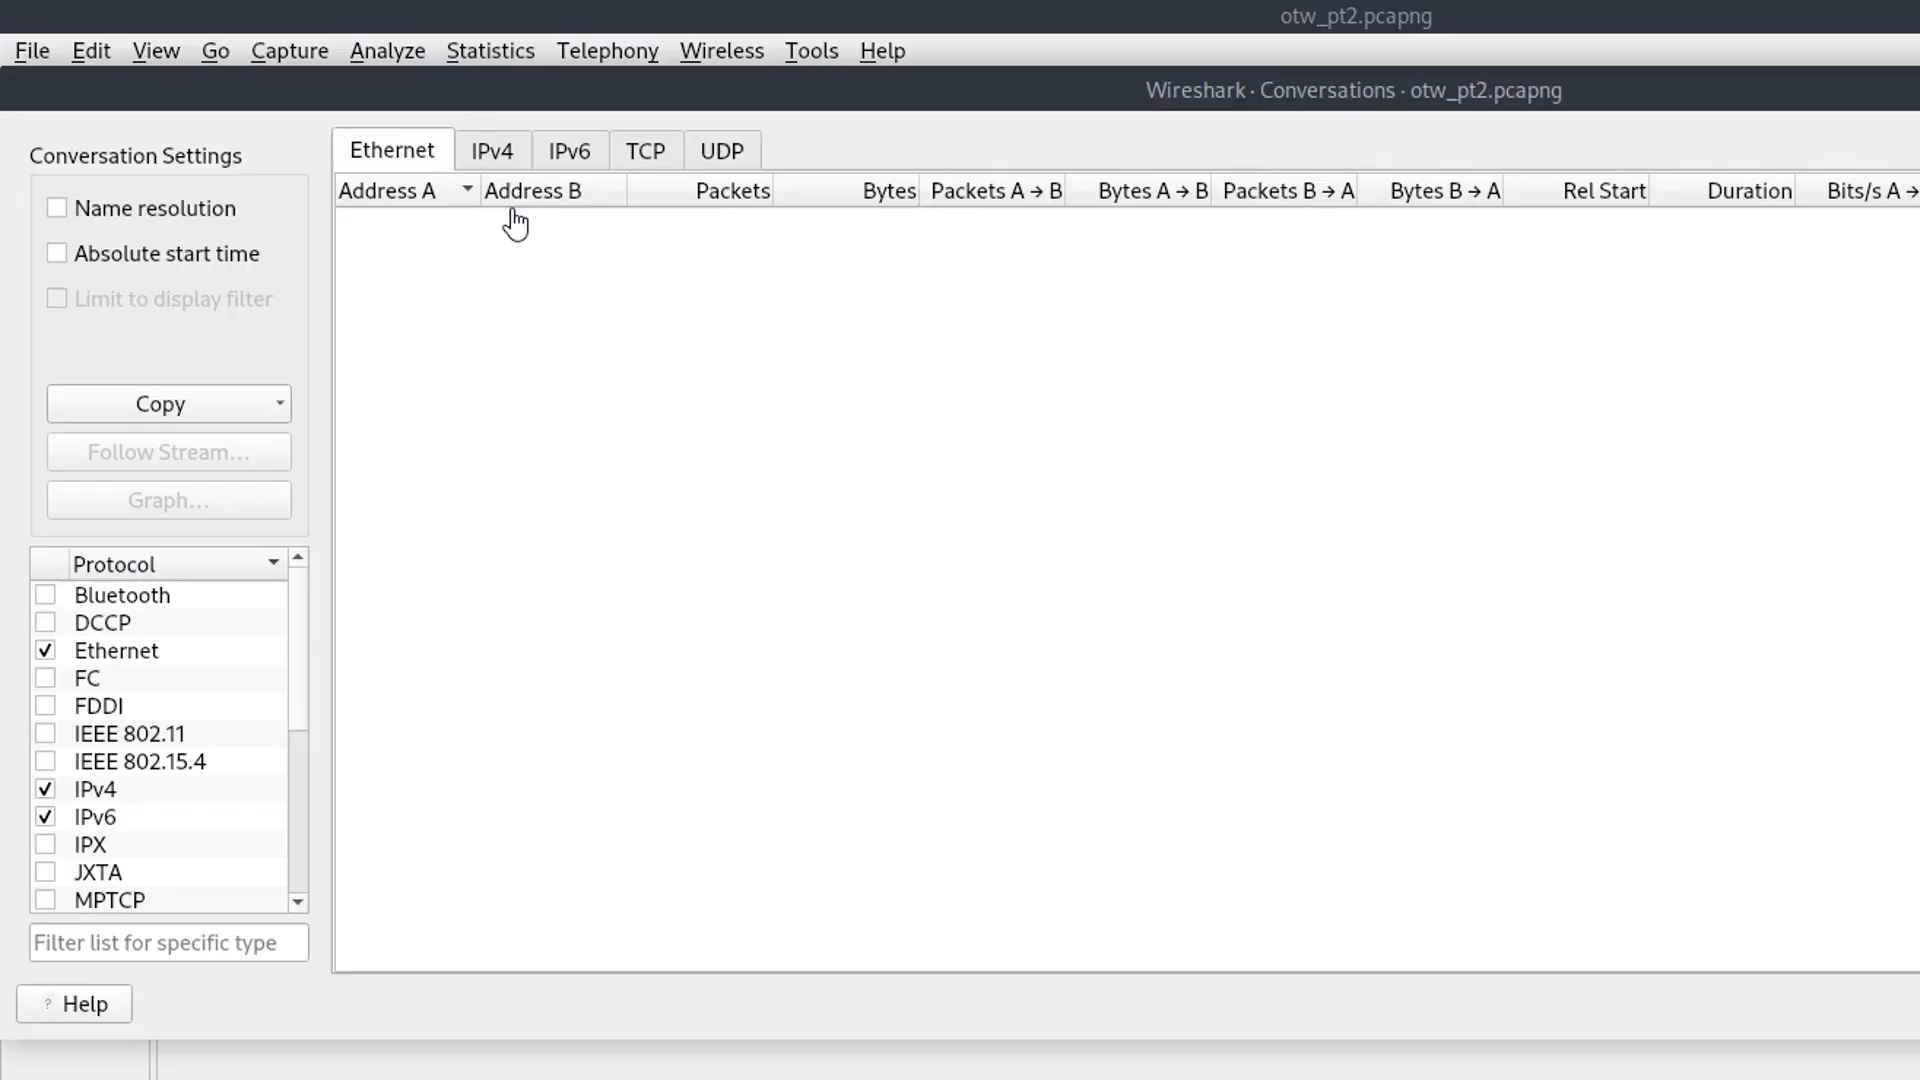 otw_pt2.pcapng
File Edit View Go Capture Analyze Statistics Telephony Wireless Tools Help
Wireshark · Conversations · otw_pt2.pcapng
Conversation Settings
Name resolution
Absolute start time
Limit to display filter
Copy
Follow Stream…
Graph…
Protocol
Bluetooth
DCCP
Ethernet
FC
FDDI
IEEE 802.11
IEEE 802.15.4
IPv4
IPv6
IPX
JXTA
MPTCP
Filter list for specific type
? Help
Ethernet IPv4 IPv6 TCP UDP
Address A Address B Packets Bytes Packets A → B Bytes A → B Packets B → A Bytes B → A Rel Start Duration Bits/s A →